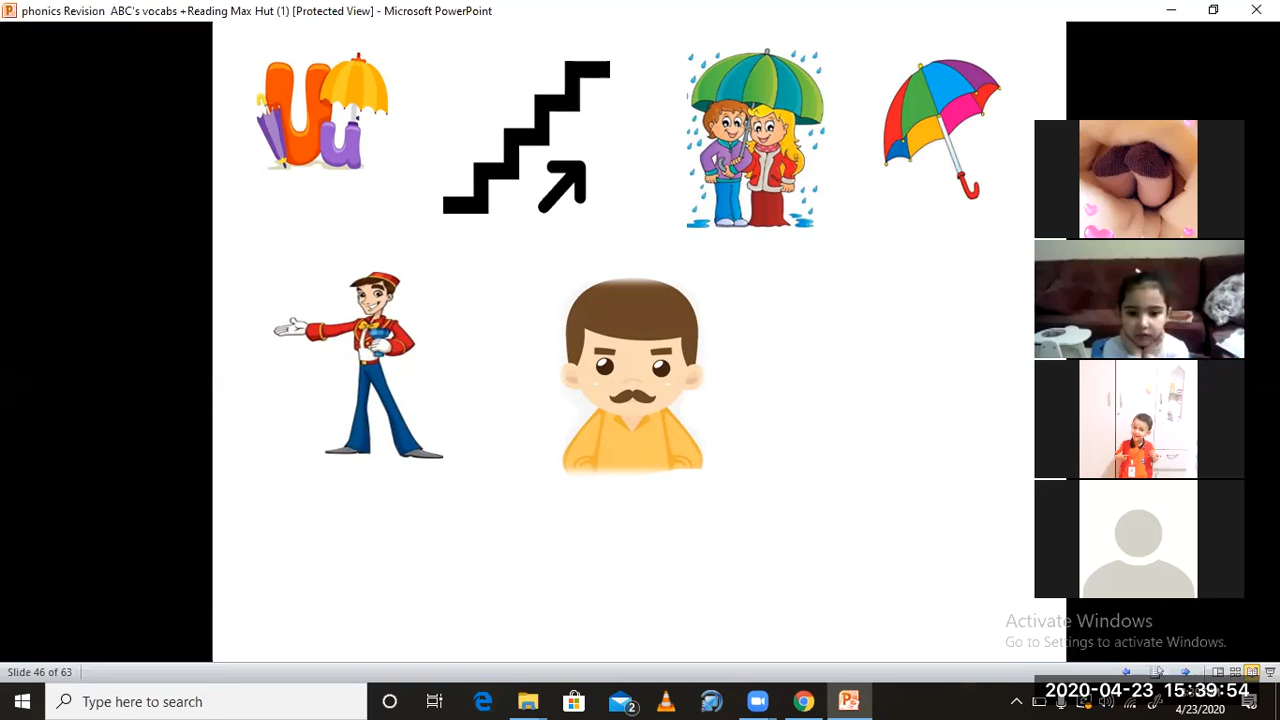 phonics Revision ABC's vocabs +Reading Max Hut (1) [Protected View] - Microsoft PowerPoint
Uu
Activate Windows
Go to Settings to activate Windows.
Slide 46 of 63
Type here to search
2
2020-04-23 15:39:54
4/23/2020